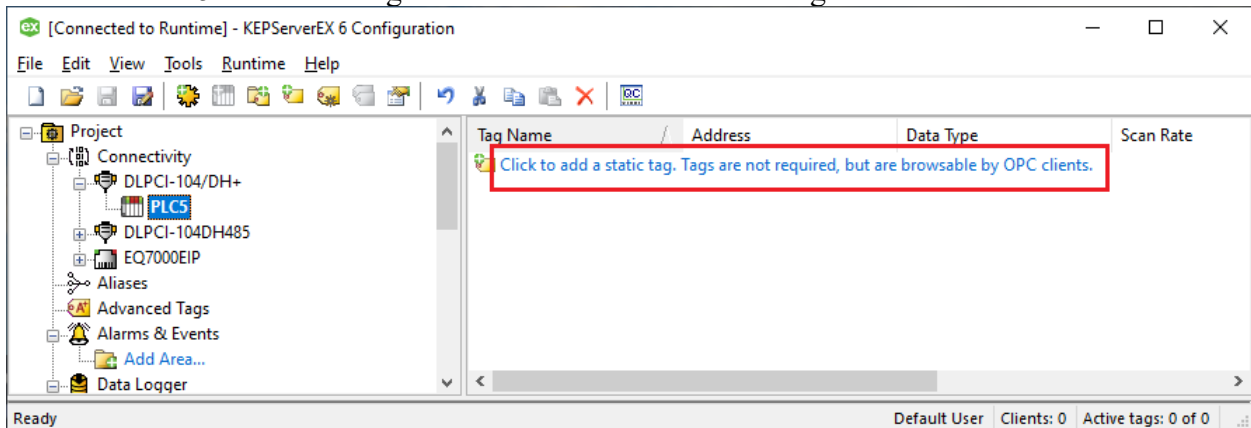 [Connected to Runtime] - KEPServerEX 6 Configuration
File Edit View Tools Runtime Help
Project
Connectivity
DLPCI-104/DH+
PLC5
DLPCI-104DH485
EQ7000EIP
Aliases
Advanced Tags
Alarms & Events
Add Area...
Data Logger
Tag Name / Address Data Type Scan Rate
Click to add a static tag. Tags are not required, but are browsable by OPC clients.
Ready Default User Clients: 0 Active tags: 0 of 0